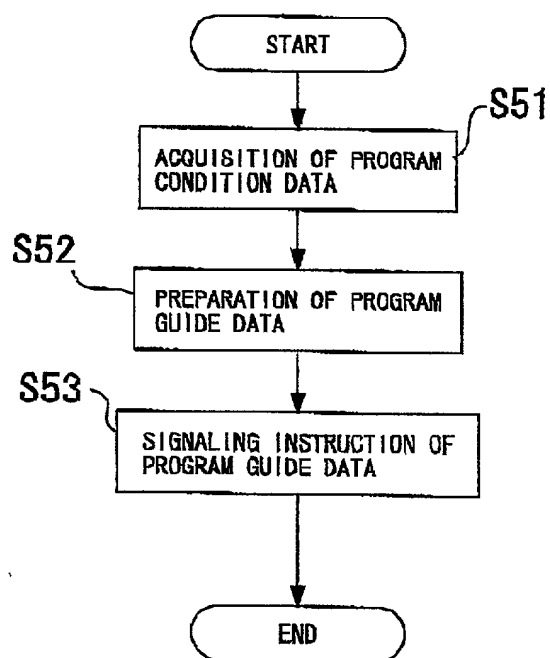 START
S51
ACQUISITION OF PROGRAM
CONDITION DATA
S52
PREPARATION OF PROGRAM
GUIDE DATA
S53
SIGNALING INSTRUCTION OF
PROGRAM GUIDE DATA
END